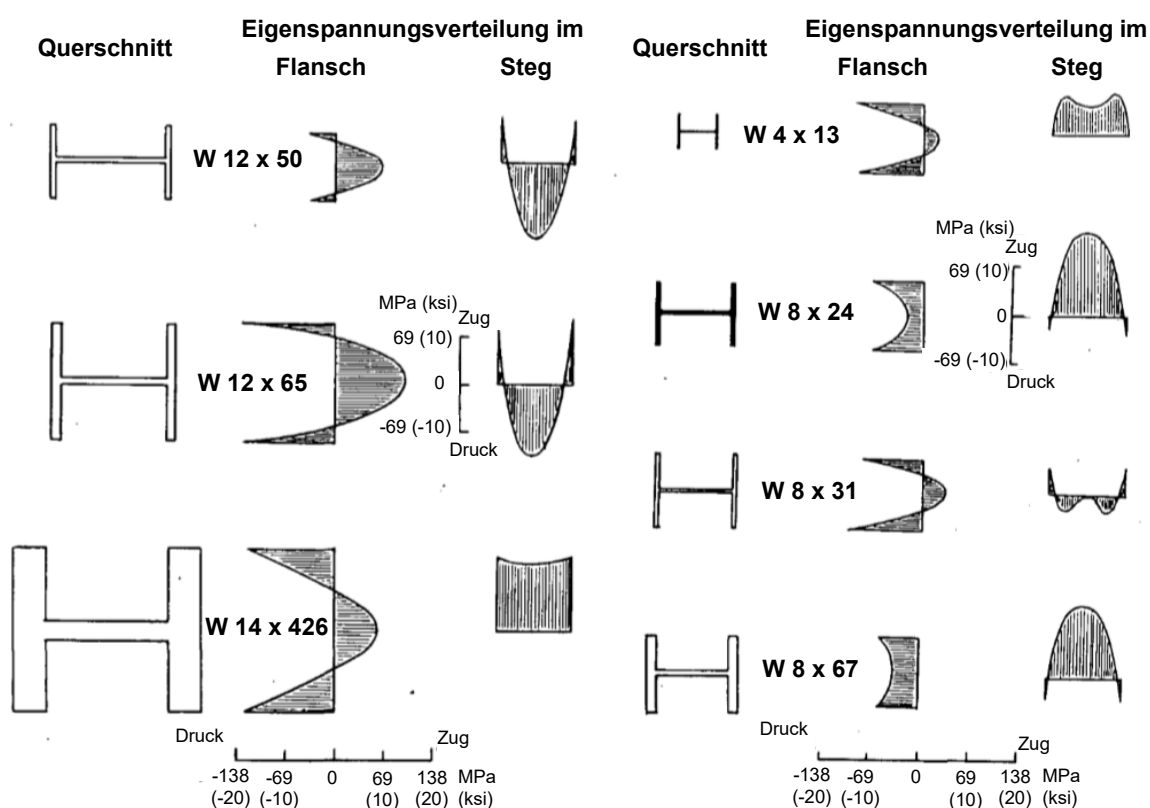 Querschnitt
Eigenspannungsverteilung im
Flansch
Steg
W 12 x 50
W 12 x 65
MPa (ksi)
Zug
69 (10)
0
-69 (-10)
Druck
W 14 x 426
Druck
Zug
-138 -69 0 69 138 MPa
(-20) (-10) (10) (20) (ksi)
Querschnitt
Eigenspannungsverteilung im
Flansch
Steg
W 4 x 13
MPa (ksi)
Zug
69 (10)
W 8 x 24
0
-69 (-10)
Druck
W 8 x 31
W 8 x 67
Druck
Zug
-138 -69 0 69 138 MPa
(-20) (-10) (10) (20) (ksi)